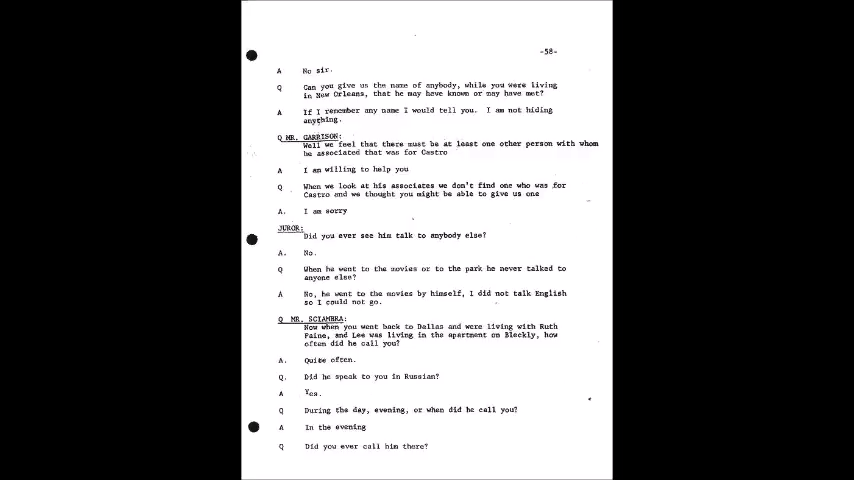 -58-
A No sir.
Q Can you give us the name of anybody, while you were living
in New Orleans, that he may have known or may have met?
A If I remember any name I would tell you. I am not hiding
anything.
Q MR. GARRISON:
Well we feel that there must be at least one other person with whom
he associated that was for Castro
A I am willing to help you
Q When we look at his associates we don't find one who was for
Castro and we thought you might be able to give us one
A. I am sorry
JUROR:
Did you ever see him talk to anybody else?
A. No.
Q When he went to the movies or to the park he never talked to
anyone else?
A No, he went to the movies by himself, I did not talk English
so I could not go.
Q MR. SCIAMBRA:
Now when you went back to Dallas and were living with Ruth
Paine, and Lee was living in the apartment on Bleckly, how
often did he call you?
A. Quite often.
Q. Did he speak to you in Russian?
A Yes.
Q During the day, evening, or when did he call you?
A In the evening
Q Did you ever call him there?